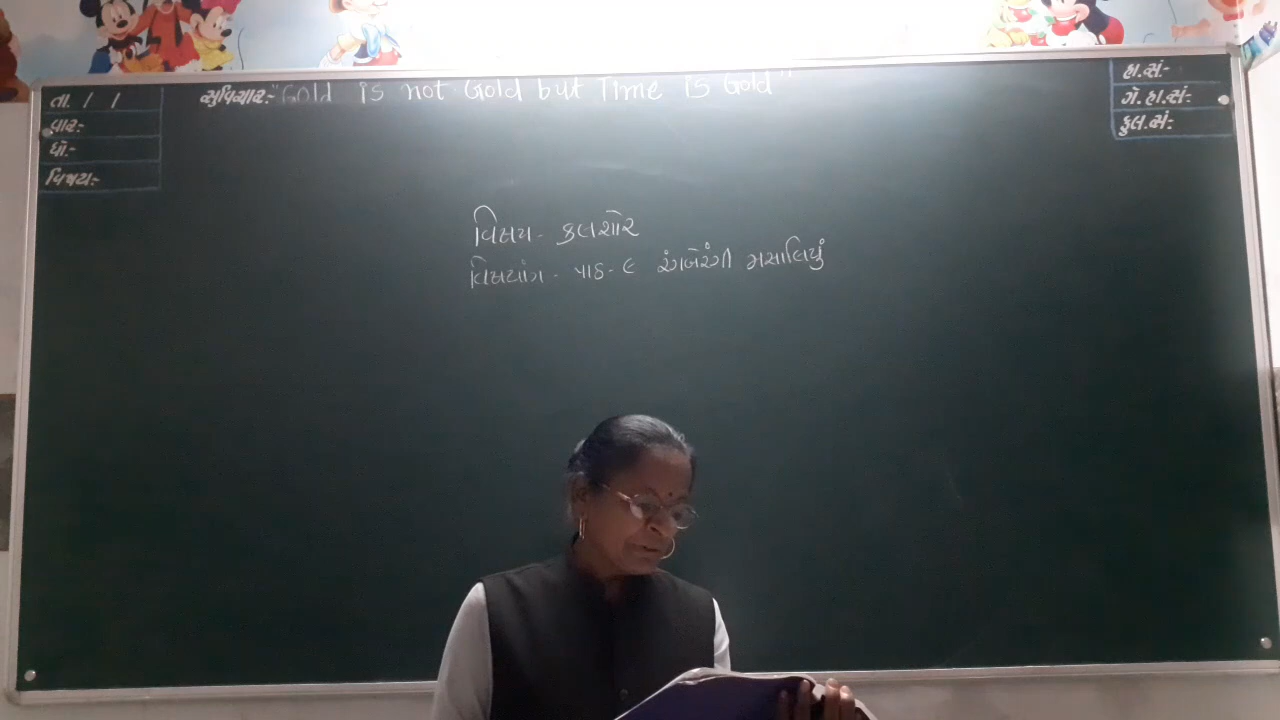 તા. / /
વાર:-
ધો.-
વિષય:-
સુવિચાર:- "Gold is not Gold but Time is Gold"
હા.સં:-
ગે.હા.સં:-
કુલ.સં:-
વિષય - કલશોર
વિષયાંગ - પાઠ - ૯ રંગબેરંગી મસાલિયું